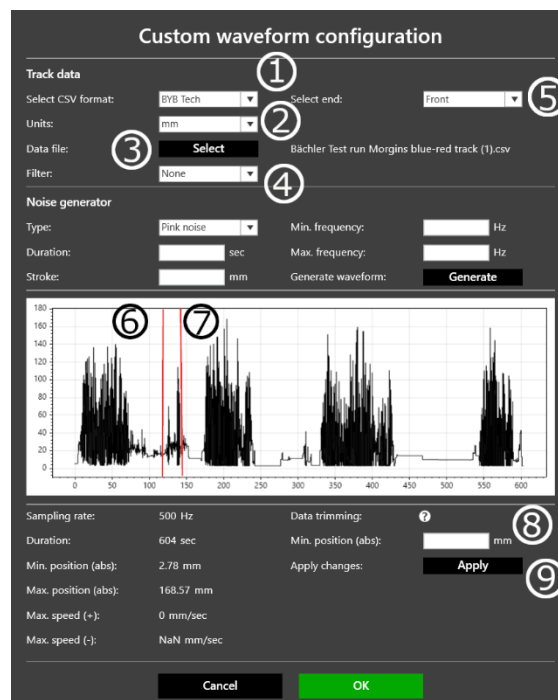 Custom waveform configuration
Track data
①
Select CSV format: BYB Tech Select end: Front ⑤
Units: mm ②
Data file: ③ Select Bächler Test run Morgins blue-red track (1).csv
Filter: None ④
Noise generator
Type: Pink noise Min. frequency: Hz
Duration: sec Max. frequency: Hz
Stroke: mm Generate waveform: Generate
180
160 ⑥ ⑦
140
120
100
80
60
40
20
0
0 50 100 150 200 250 300 350 400 450 500 550 600
Sampling rate: 500 Hz Data trimming: ?
Duration: 604 sec Min. position (abs): mm ⑧
Min. position (abs): 2.78 mm Apply changes: Apply ⑨
Max. position (abs): 168.57 mm
Max. speed (+): 0 mm/sec
Max. speed (-): NaN mm/sec
Cancel OK